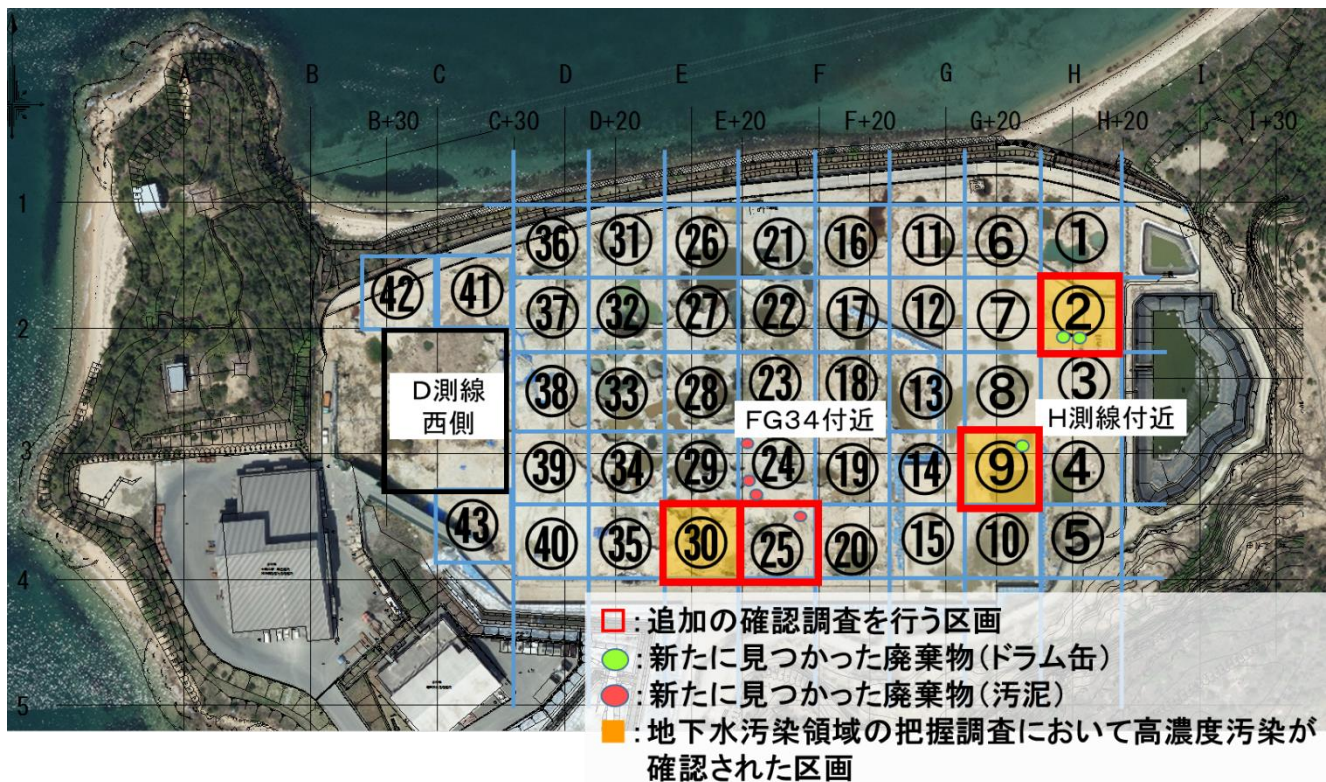 A B C D E F G H I
B+30 C+30 D+20 E+20 F+20 G+20 H+20 I+30
1
㊱ ㉛ ㉖ ㉑ ⑯ ⑪ ⑥ ①
㊷ ㊶
㊲ ㉜ ㉗ ㉒ ⑰ ⑫ ⑦ ②
2
㊳ ㉝ ㉘ ㉓ ⑱ ⑬ ⑧ ③
D測線
西側
FG34付近
H測線付近
3
㊴ ㉞ ㉙ ㉔ ⑲ ⑭ ⑨ ④
㊸
㊵ ㉟ ㉚ ㉕ ⑳ ⑮ ⑩ ⑤
4
5
:追加の確認調査を行う区画
:新たに見つかった廃棄物(ドラム缶)
:新たに見つかった廃棄物(汚泥)
:地下水汚染領域の把握調査において高濃度汚染が
確認された区画